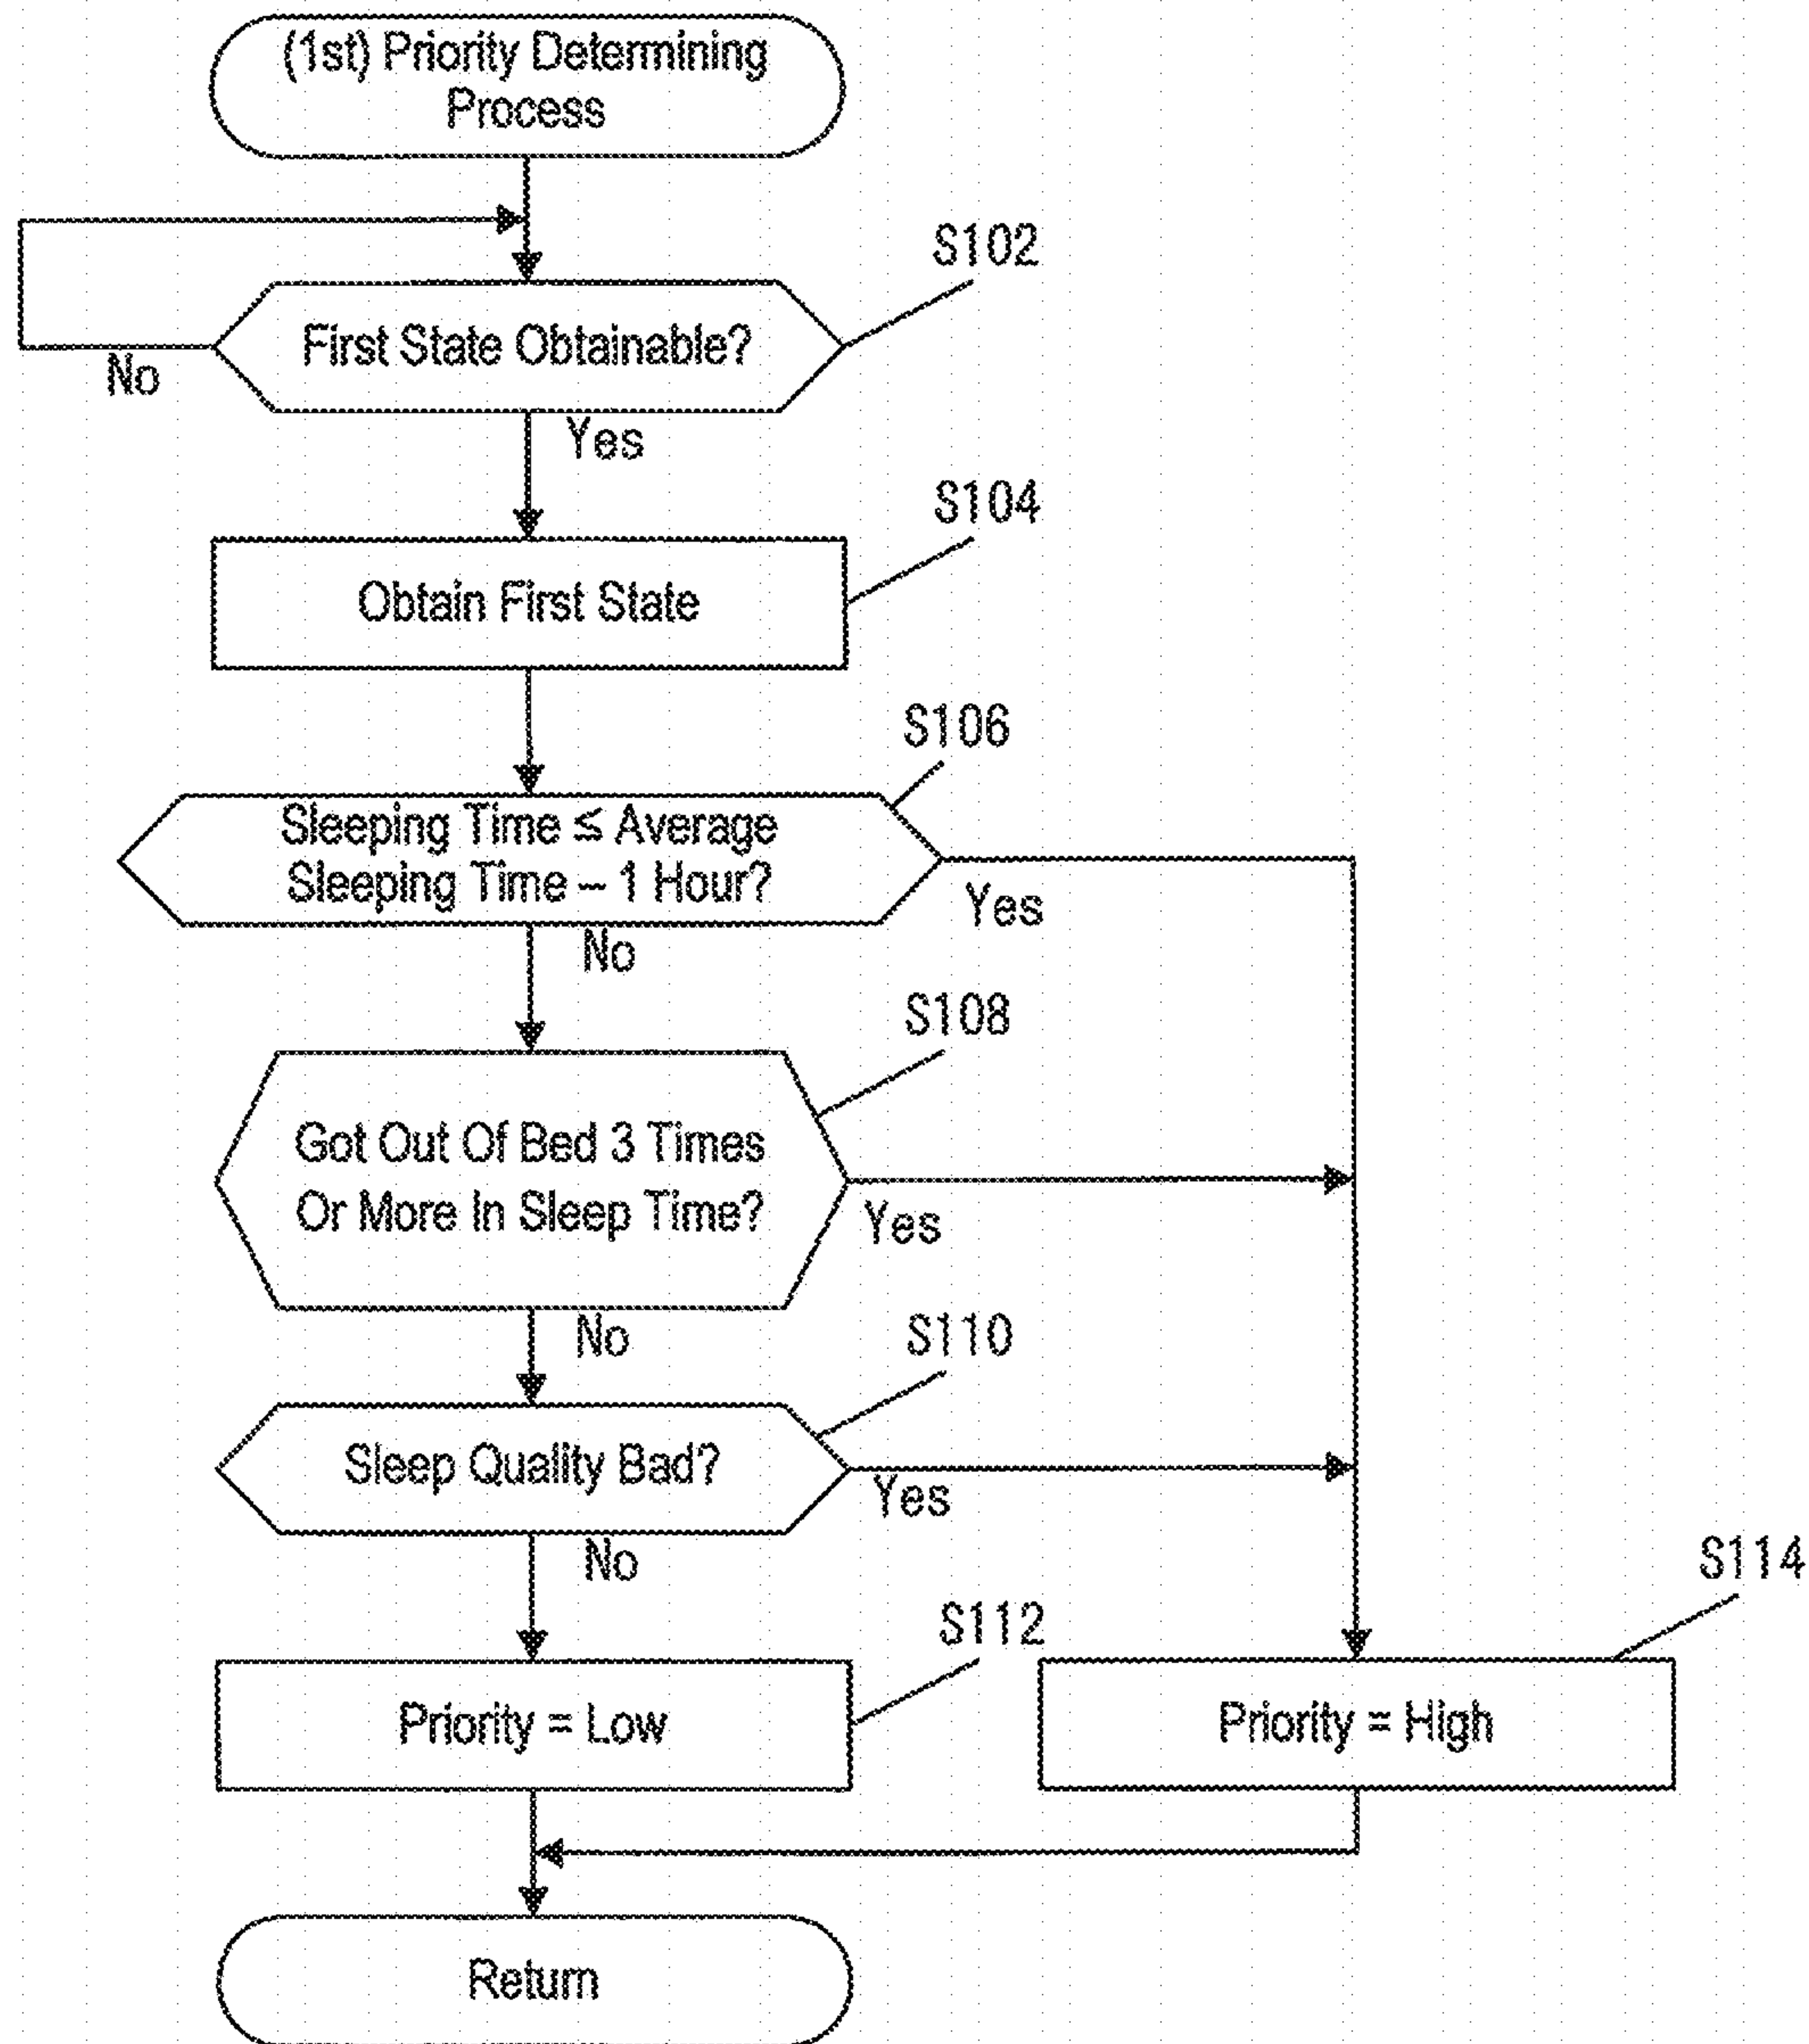 (1st) Priority Determining
Process
S102
First State Obtainable?
No
Yes
S104
Obtain First State
S106
Sleeping Time ≤ Average
Sleeping Time – 1 Hour?
Yes
No
S108
Got Out Of Bed 3 Times
Or More In Sleep Time?
Yes
No
S110
Sleep Quality Bad?
Yes
No
S112
S114
Priority = Low
Priority = High
Return